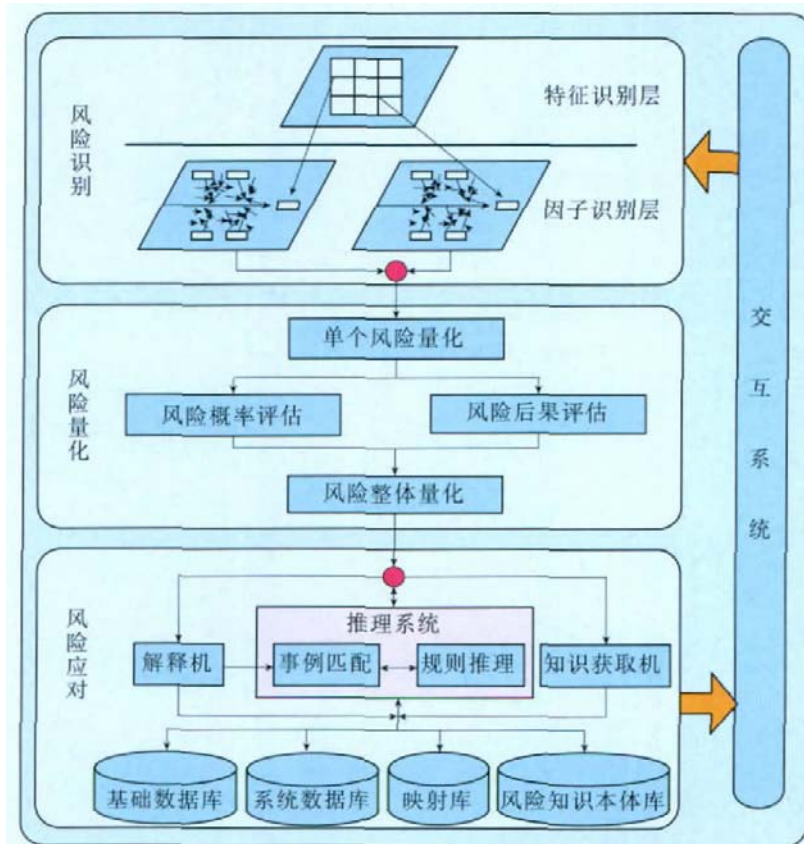 风险识别
特征识别层
因子识别层
风险量化
单个风险量化
风险概率评估
风险后果评估
风险整体量化
风险应对
推理系统
解释机
事例匹配
规则推理
知识获取机
基础数据库
系统数据库
映射库
风险知识本体库
交互系统